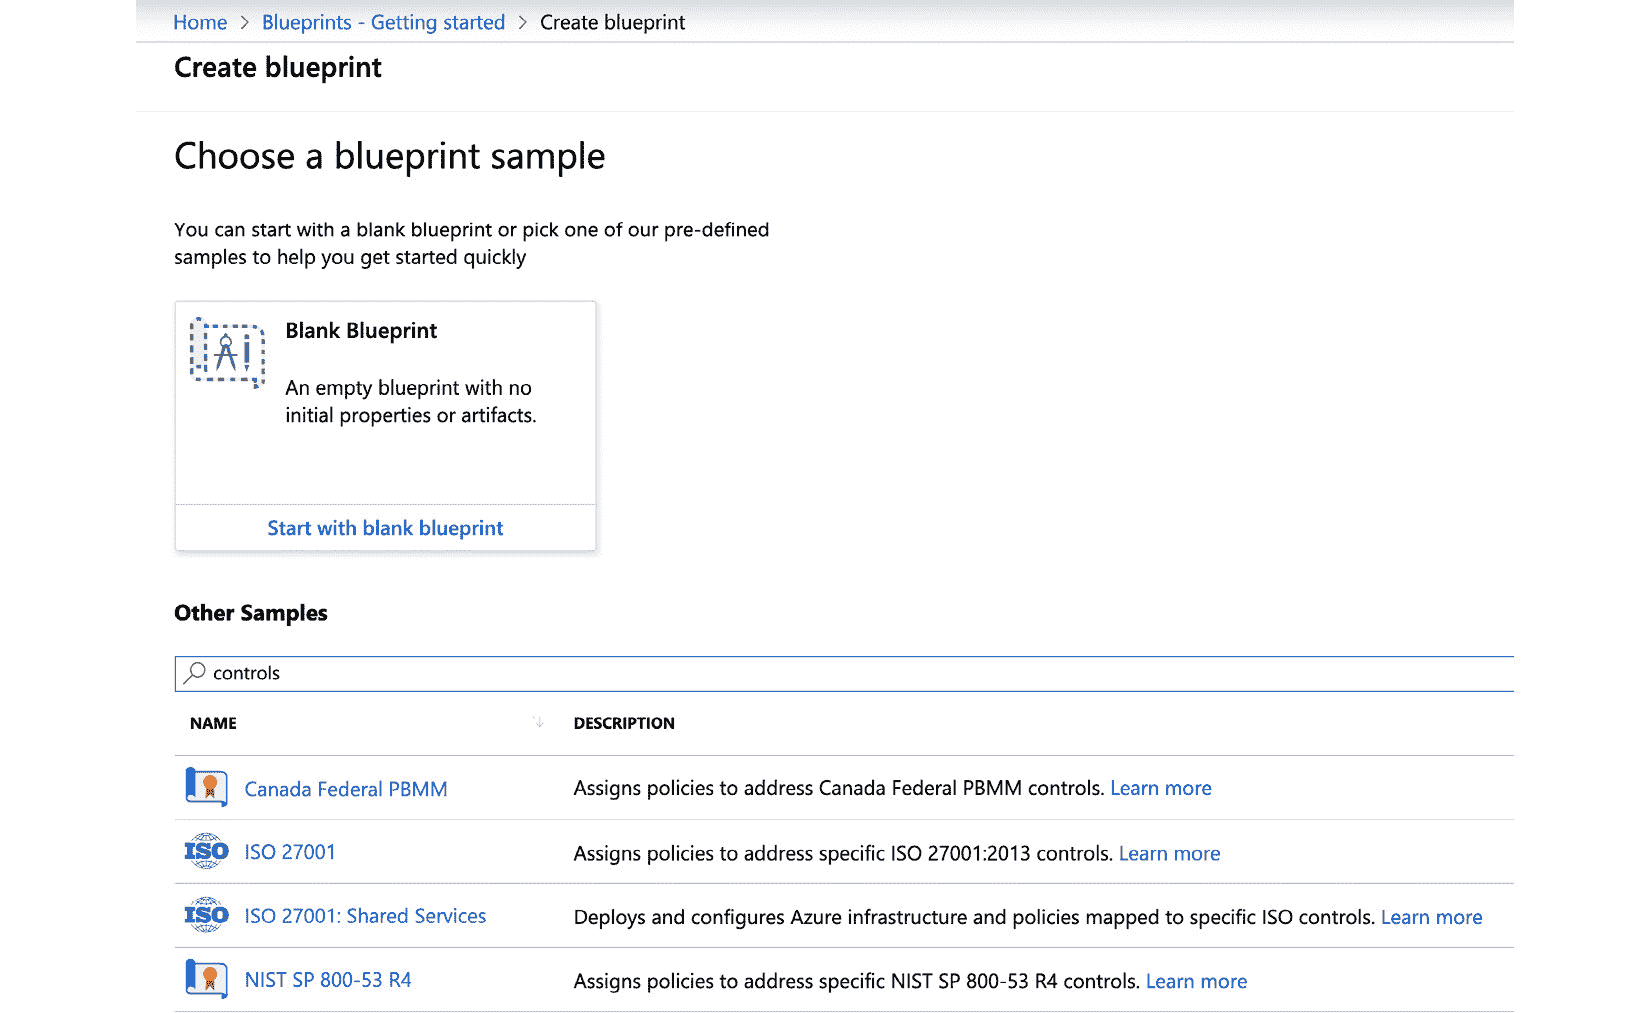 Home > Blueprints - Getting started > Create blueprint
Create blueprint
Choose a blueprint sample
You can start with a blank blueprint or pick one of our pre-defined
samples to help you get started quickly
Blank Blueprint
An empty blueprint with no
initial properties or artifacts.
Start with blank blueprint
Other Samples
controls
NAME DESCRIPTION
Canada Federal PBMM Assigns policies to address Canada Federal PBMM controls. Learn more
ISO ISO 27001 Assigns policies to address specific ISO 27001:2013 controls. Learn more
ISO ISO 27001: Shared Services Deploys and configures Azure infrastructure and policies mapped to specific ISO controls. Learn more
NIST SP 800-53 R4 Assigns policies to address specific NIST SP 800-53 R4 controls. Learn more